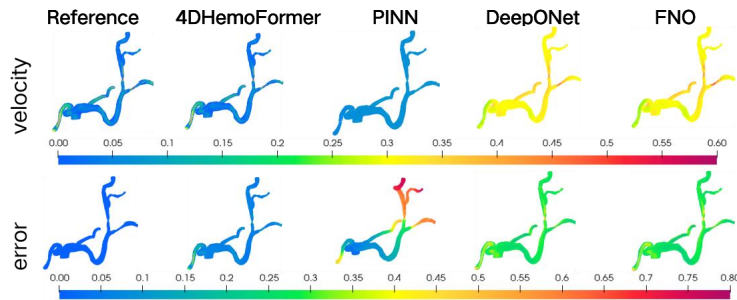 Reference 4DHemoFormer PINN DeepONet FNO
velocity
0.00 0.05 0.1 0.15 0.2 0.25 0.3 0.35 0.4 0.45 0.5 0.55 0.60
error
0.00 0.05 0.1 0.15 0.2 0.25 0.3 0.35 0.4 0.45 0.5 0.55 0.6 0.65 0.7 0.75 0.80